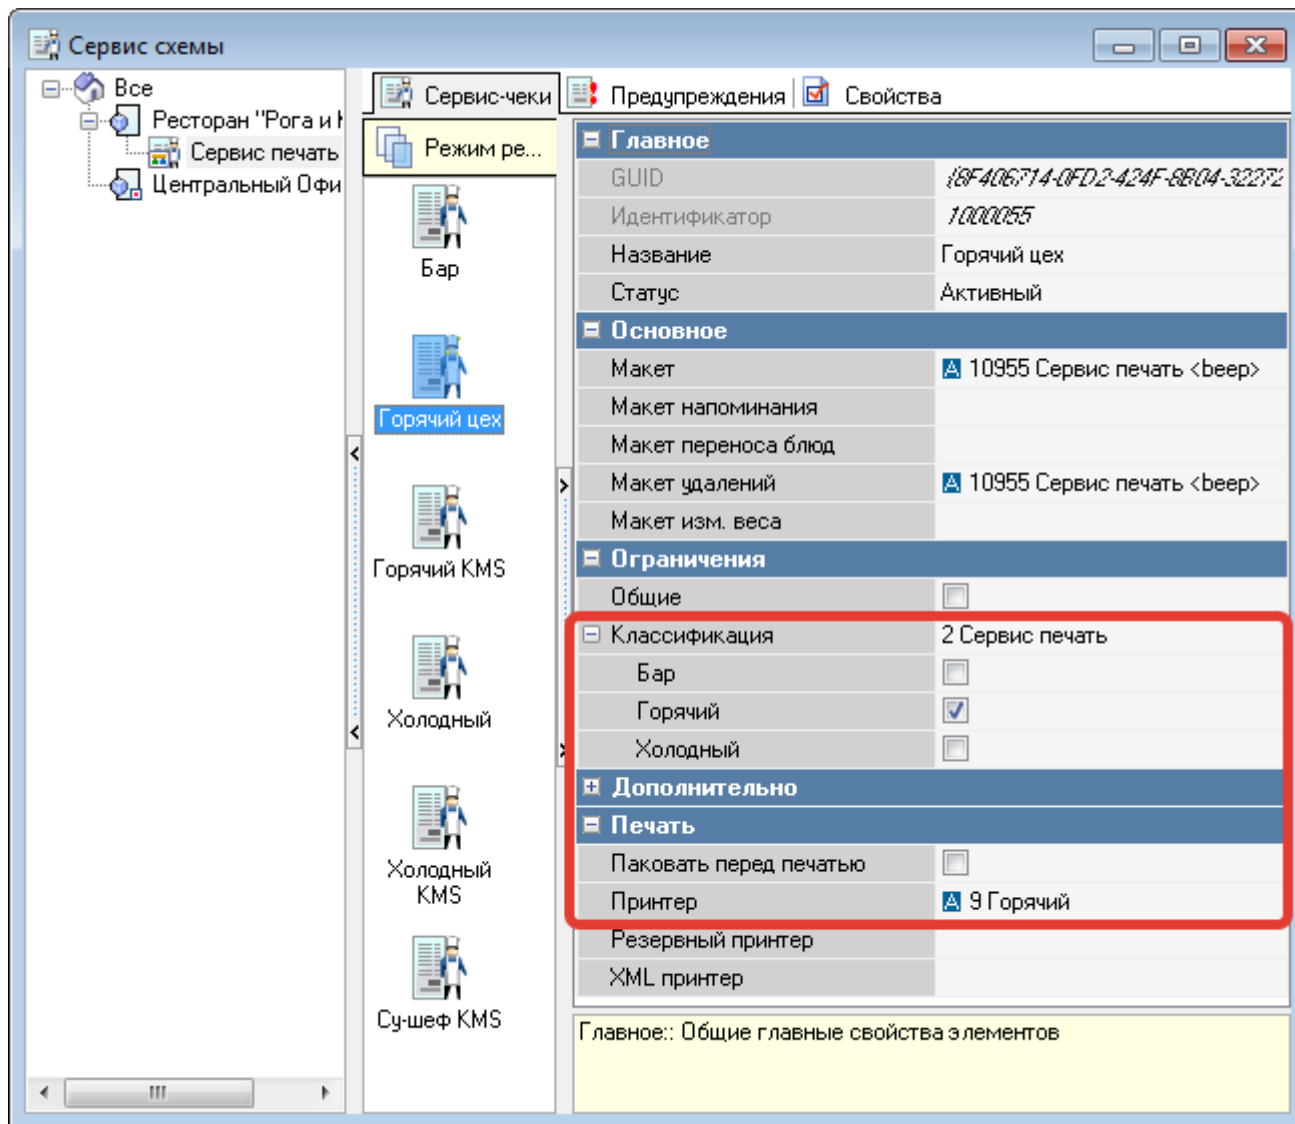 Сервис схемы
Все
Ресторан "Рога и
Сервис печать
Центральный Офи
Сервис-чеки
Предупреждения
Свойства
Режим ре...
Бар
Горячий цех
Горячий KMS
Холодный
Холодный
KMS
Су-шеф KMS
Главное
GUID {8F406714-0FD2-424F-8B04-32272
Идентификатор 1000055
Название Горячий цех
Статус Активный
Основное
Макет A 10955 Сервис печать <beep>
Макет напоминания
Макет переноса блюд
Макет удалений A 10955 Сервис печать <beep>
Макет изм. веса
Ограничения
Общие
Классификация 2 Сервис печать
Бар
Горячий
Холодный
Дополнительно
Печать
Паковать перед печатью
Принтер A 9 Горячий
Резервный принтер
XML принтер
Главное:: Общие главные свойства элементов